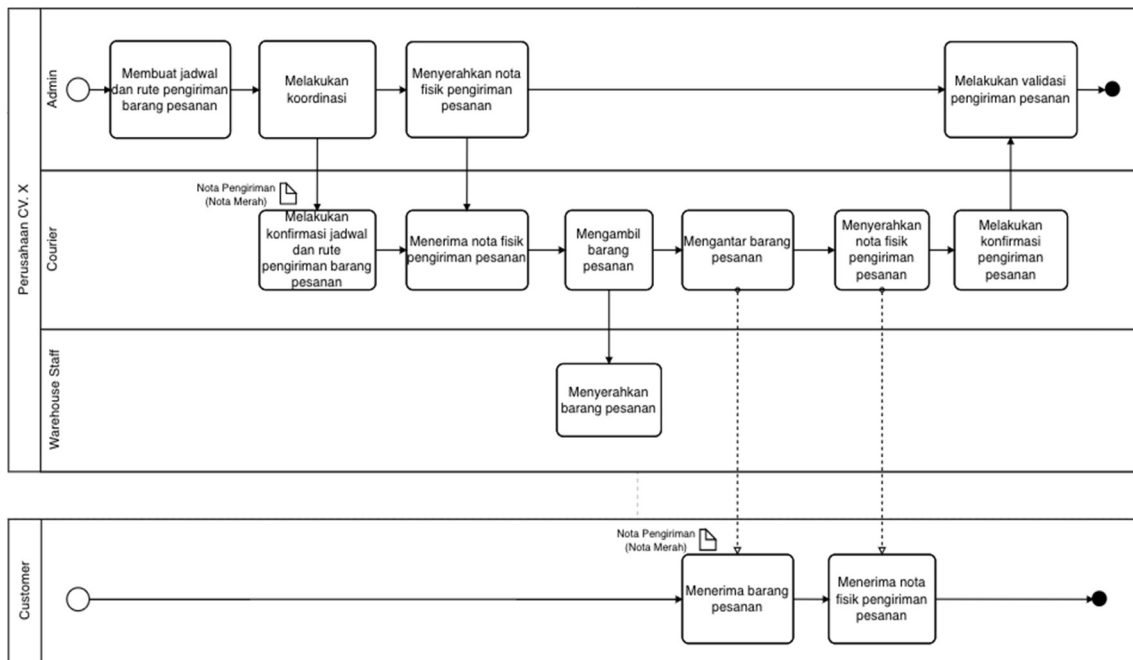 Perusahaan CV. X
Admin
Membuat jadwal
dan rute pengiriman
barang pesanan
Melakukan
koordinasi
Menyerahkan nota
fisik pengiriman
pesanan
Melakukan validasi
pengiriman pesanan
Courier
Nota Pengiriman
(Nota Merah)
Melakukan
konfirmasi jadwal
dan rute
pengiriman barang
pesanan
Menerima nota fisik
pengiriman pesanan
Mengambil
barang
pesanan
Mengantar barang
pesanan
Menyerahkan
nota fisik
pengiriman
pesanan
Melakukan
konfirmasi
pengiriman
pesanan
Warehouse Staff
Menyerahkan
barang pesanan
Customer
Nota Pengiriman
(Nota Merah)
Menerima barang
pesanan
Menerima nota
fisik pengiriman
pesanan